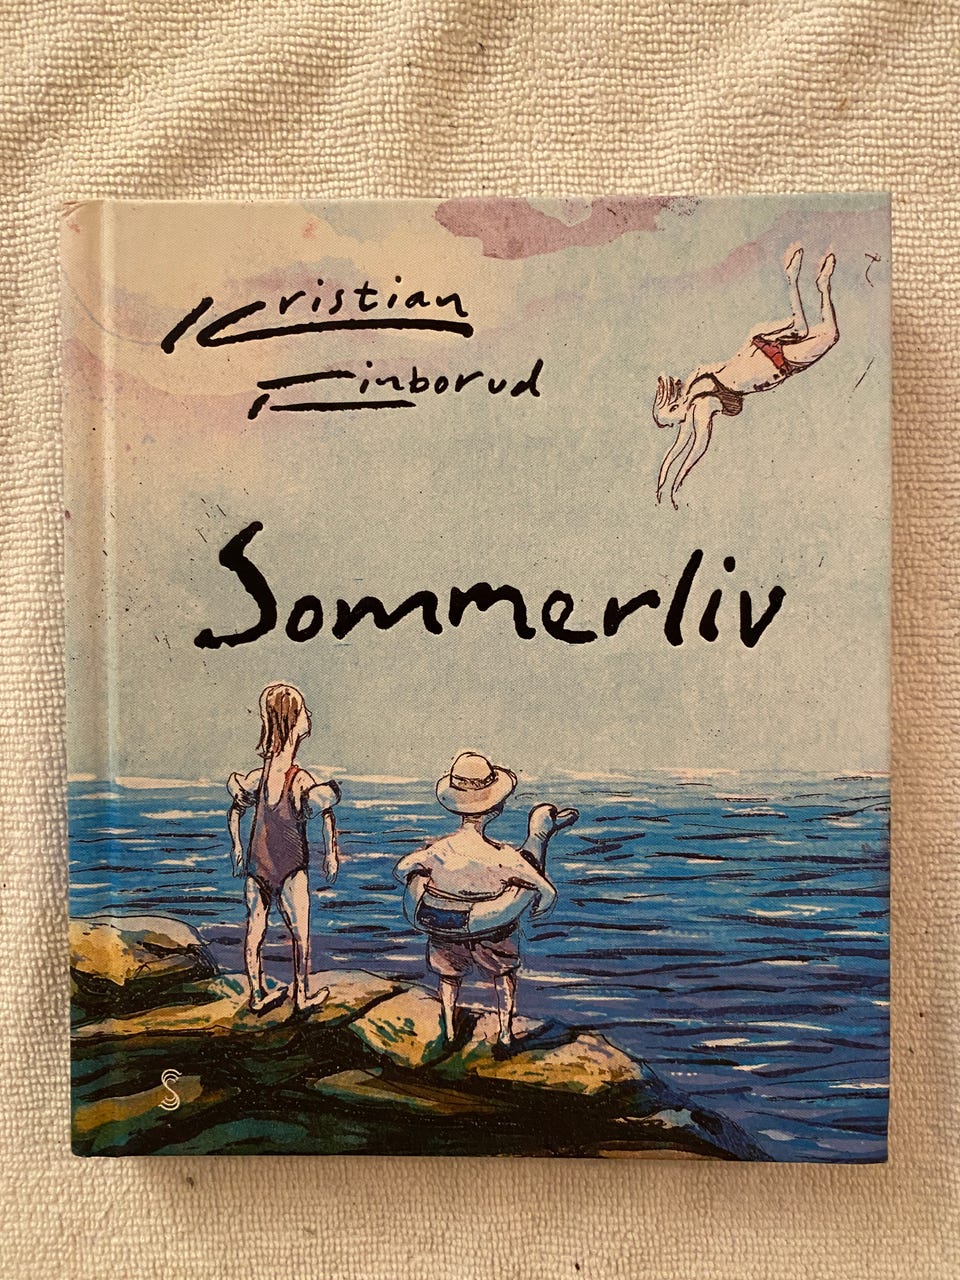 Kristian
Finborud
Sommerliv
S